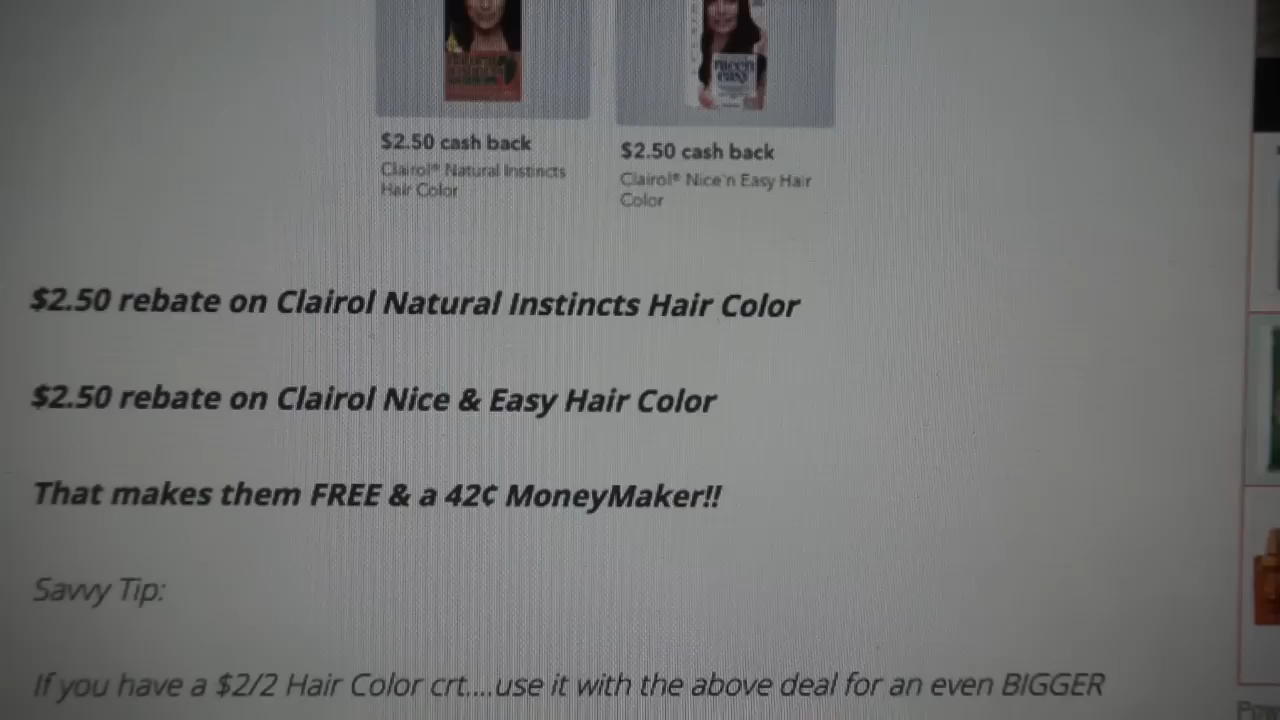 nice'n
easy
$2.50 cash back
Clairol® Natural Instincts
Hair Color
$2.50 cash back
Clairol® Nice'n Easy Hair
Color
$2.50 rebate on Clairol Natural Instincts Hair Color
$2.50 rebate on Clairol Nice & Easy Hair Color
That makes them FREE & a 42¢ MoneyMaker!!
Savvy Tip:
If you have a $2/2 Hair Color crt....use it with the above deal for an even BIGGER